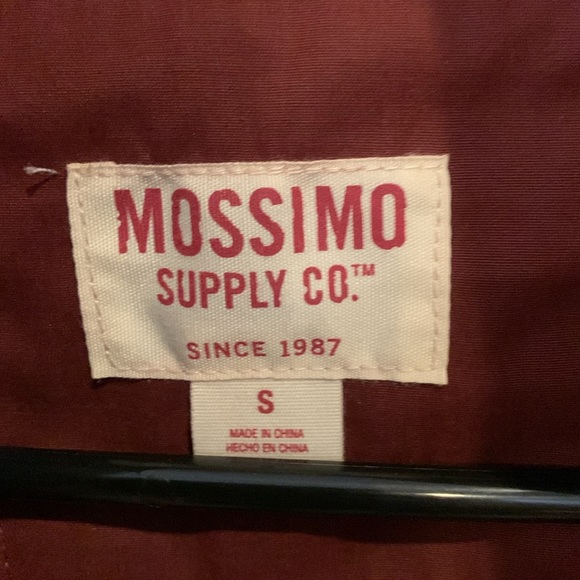 MOSSIMO
SUPPLY CO.™
SINCE 1987
S
MADE IN CHINA
HECHO EN CHINA